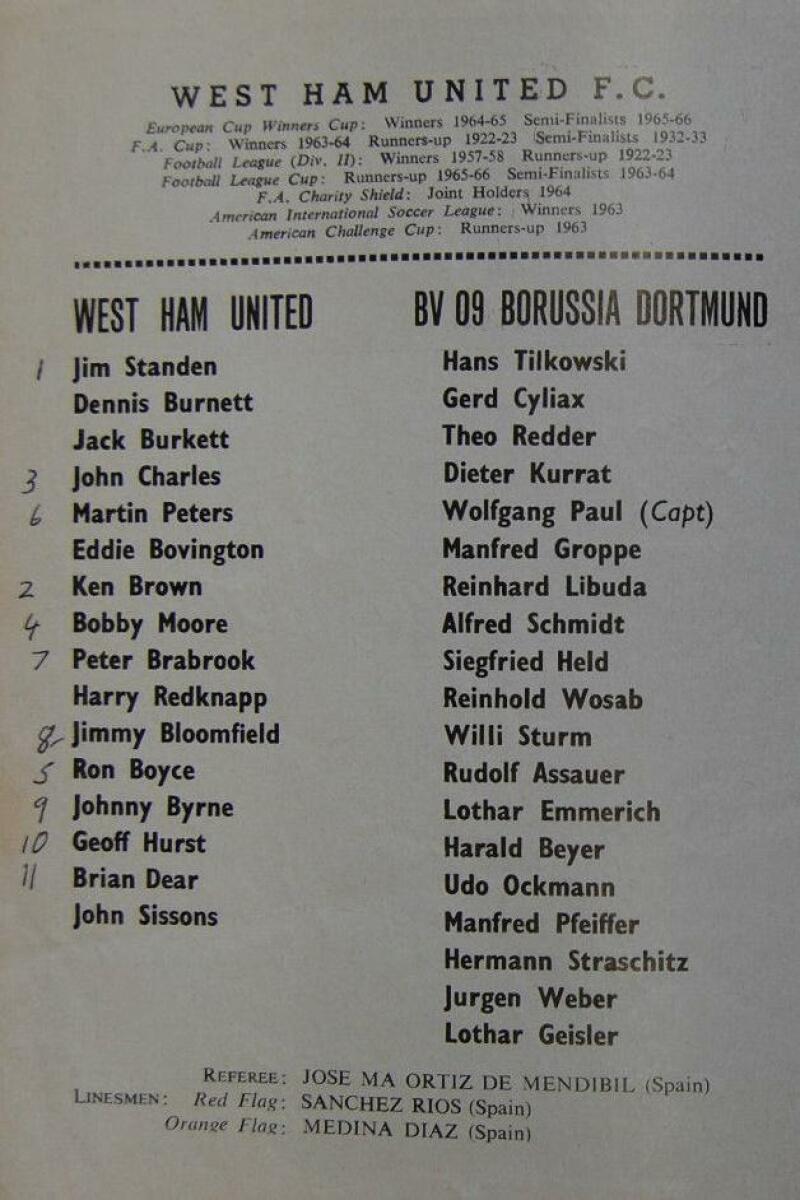 WEST HAM UNITED F.C.
European Cup Winners Cup: Winners 1964-65 Semi-Finalists 1965-66
F.A. Cup: Winners 1963-64 Runners-up 1922-23 Semi-Finalists 1932-33
Football League (Div. II): Winners 1957-58 Runners-up 1922-23
Football League Cup: Runners-up 1965-66 Semi-Finalists 1963-64
F.A. Charity Shield: Joint Holders 1964
American International Soccer League: Winners 1963
American Challenge Cup: Runners-up 1963
WEST HAM UNITED
1 Jim Standen
Dennis Burnett
Jack Burkett
3 John Charles
6 Martin Peters
Eddie Bovington
2 Ken Brown
4 Bobby Moore
7 Peter Brabrook
Harry Redknapp
8 Jimmy Bloomfield
5 Ron Boyce
9 Johnny Byrne
10 Geoff Hurst
11 Brian Dear
John Sissons
BV 09 BORUSSIA DORTMUND
Hans Tilkowski
Gerd Cyliax
Theo Redder
Dieter Kurrat
Wolfgang Paul (Capt)
Manfred Groppe
Reinhard Libuda
Alfred Schmidt
Siegfried Held
Reinhold Wosab
Willi Sturm
Rudolf Assauer
Lothar Emmerich
Harald Beyer
Udo Ockmann
Manfred Pfeiffer
Hermann Straschitz
Jurgen Weber
Lothar Geisler
REFEREE: JOSE MA ORTIZ DE MENDIBIL (Spain)
LINESMEN: Red Flag: SANCHEZ RIOS (Spain)
Orange Flag: MEDINA DIAZ (Spain)